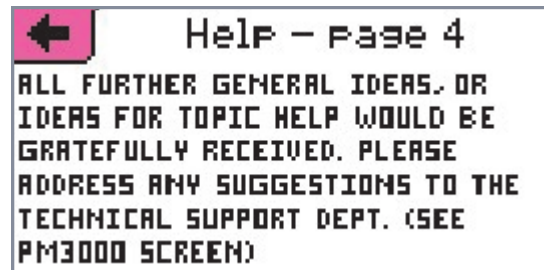 Help - page 4
ALL FURTHER GENERAL IDEAS, OR
IDEAS FOR TOPIC HELP WOULD BE
GRATEFULLY RECEIVED. PLEASE
ADDRESS ANY SUGGESTIONS TO THE
TECHNICAL SUPPORT DEPT. (SEE
PM3000 SCREEN)